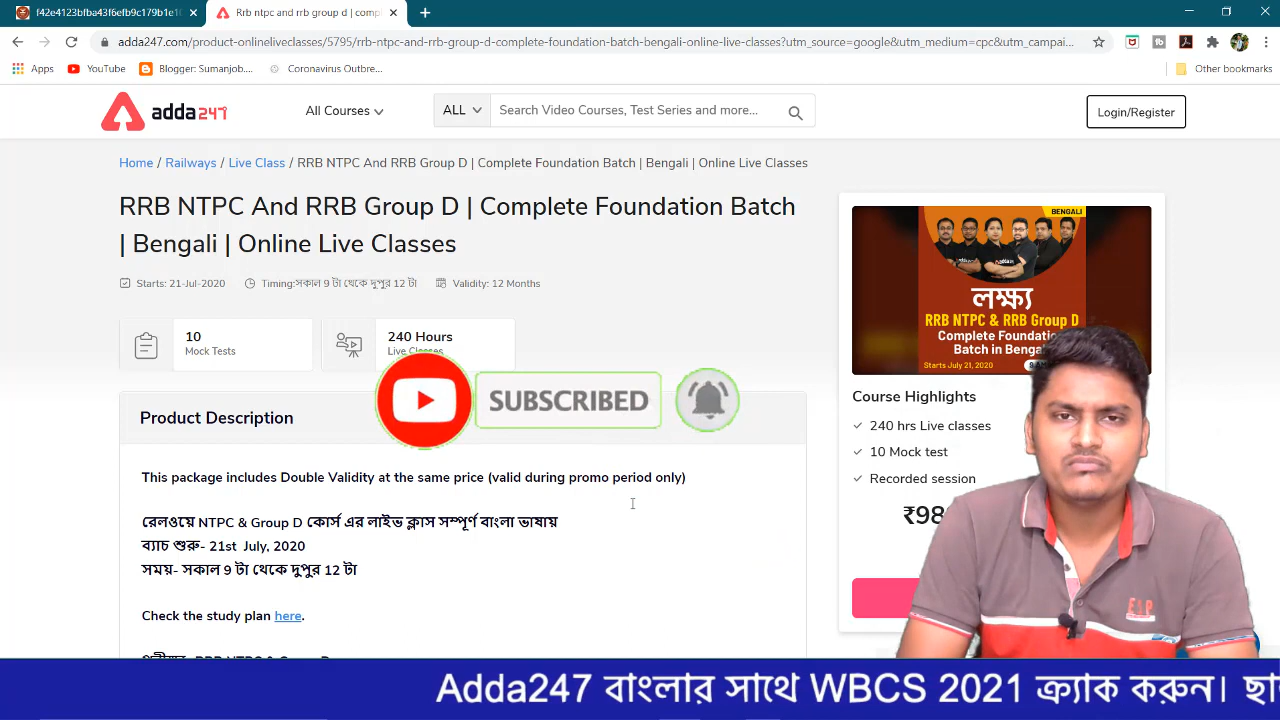 f42e4123bfba43f6efb9c179b1e1
Rrb ntpc and rrb group d | compl
adda247.com/product-onlineliveclasses/5795/rrb-ntpc-and-rrb-group-d-complete-foundation-batch-bengali-online-live-classes?utm_source=google&utm_medium=cpc&utm_campai...
Apps YouTube Blogger: Sumanjob.... Coronavirus Outbre... Other bookmarks
adda247 All Courses ALL Search Video Courses, Test Series and more... Login/Register
Home / Railways / Live Class / RRB NTPC And RRB Group D | Complete Foundation Batch | Bengali | Online Live Classes
RRB NTPC And RRB Group D | Complete Foundation Batch
| Bengali | Online Live Classes
Starts: 21-Jul-2020 Timing:সকাল 9 টা থেকে দুপুর 12 টা Validity: 12 Months
10
Mock Tests
240 Hours
Live Classes
SUBSCRIBED
Product Description
This package includes Double Validity at the same price (valid during promo period only)
রেলওয়ে NTPC & Group D কোর্স এর লাইভ ক্লাস সম্পূর্ণ বাংলা ভাষায়
ব্যাচ শুরু- 21st July, 2020
সময়- সকাল 9 টা থেকে দুপুর 12 টা
Check the study plan here.
BENGALI
adda247
লক্ষ্য
RRB NTPC & RRB Group D
Complete Foundation
Batch in Bengali
Starts July 21, 2020
Course Highlights
240 hrs Live classes
10 Mock test
Recorded session
₹98
Adda247 বাংলার সাথে WBCS 2021 ক্র্যাক করুন। ছা